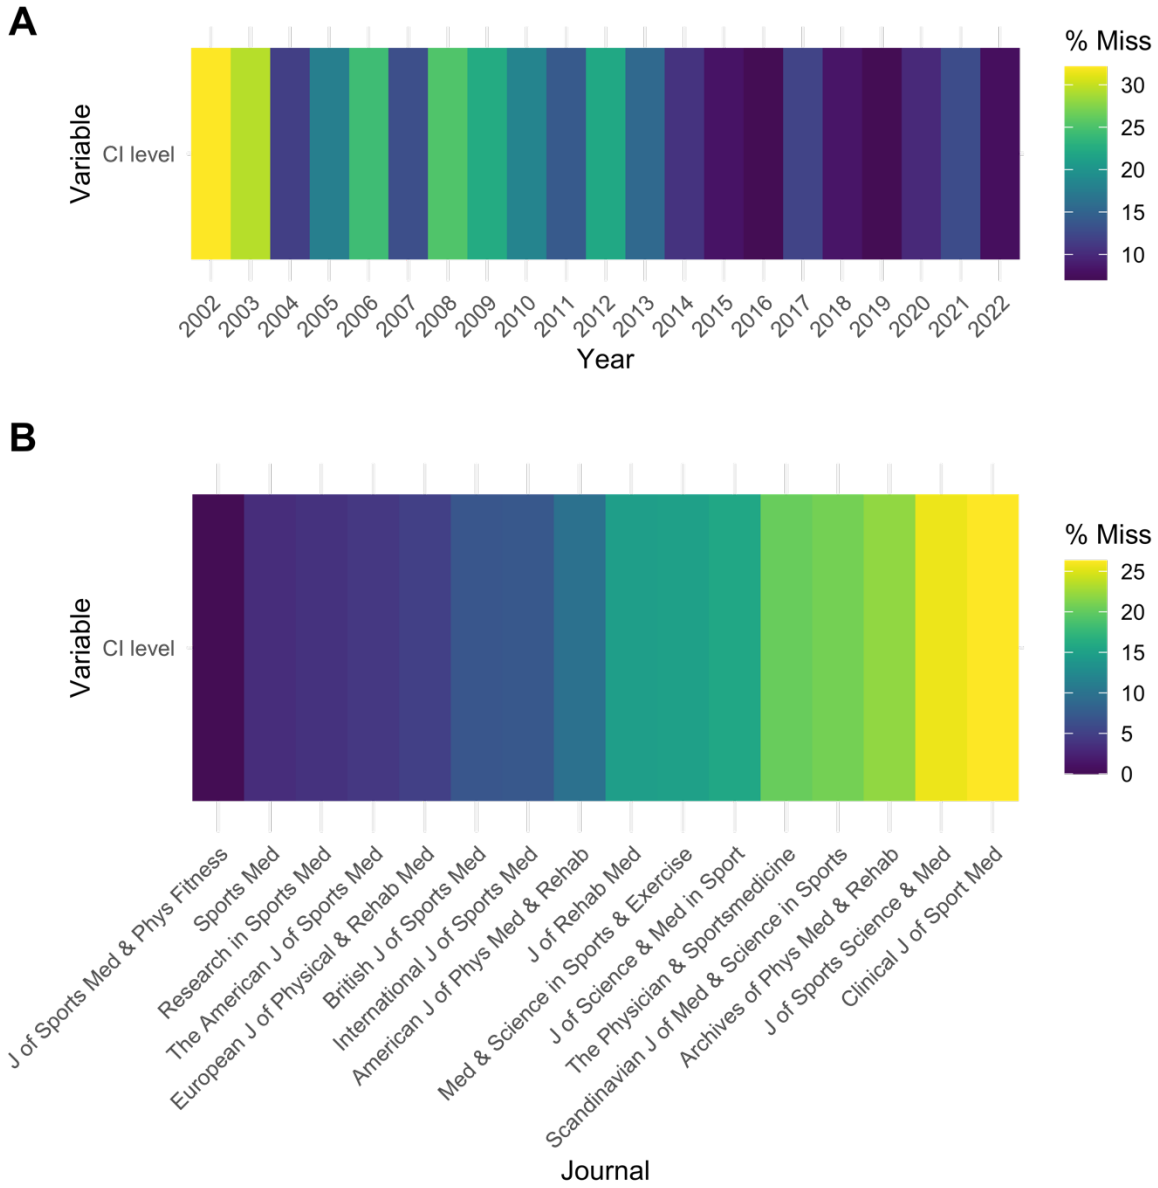 A
% Miss
30
25
20
15
10
Variable
CI level
2002
2003
2004
2005
2006
2007
2008
2009
2010
2011
2012
2013
2014
2015
2016
2017
2018
2019
2020
2021
2022
Year
B
% Miss
25
20
15
10
5
0
Variable
CI level
J of Sports Med & Phys Fitness
Sports Med
Research in Sports Med
The American J of Sports Med
European J of Physical & Rehab Med
British J of Sports Med
International J of Sports Med
American J of Phys Med & Rehab
J of Rehab Med
Med & Science in Sports & Exercise
J of Science & Med in Sport
The Physician & Sportsmedicine
Scandinavian J of Med & Science in Sports
Archives of Phys Med & Rehab
J of Sports Science & Med
Clinical J of Sport Med
Journal